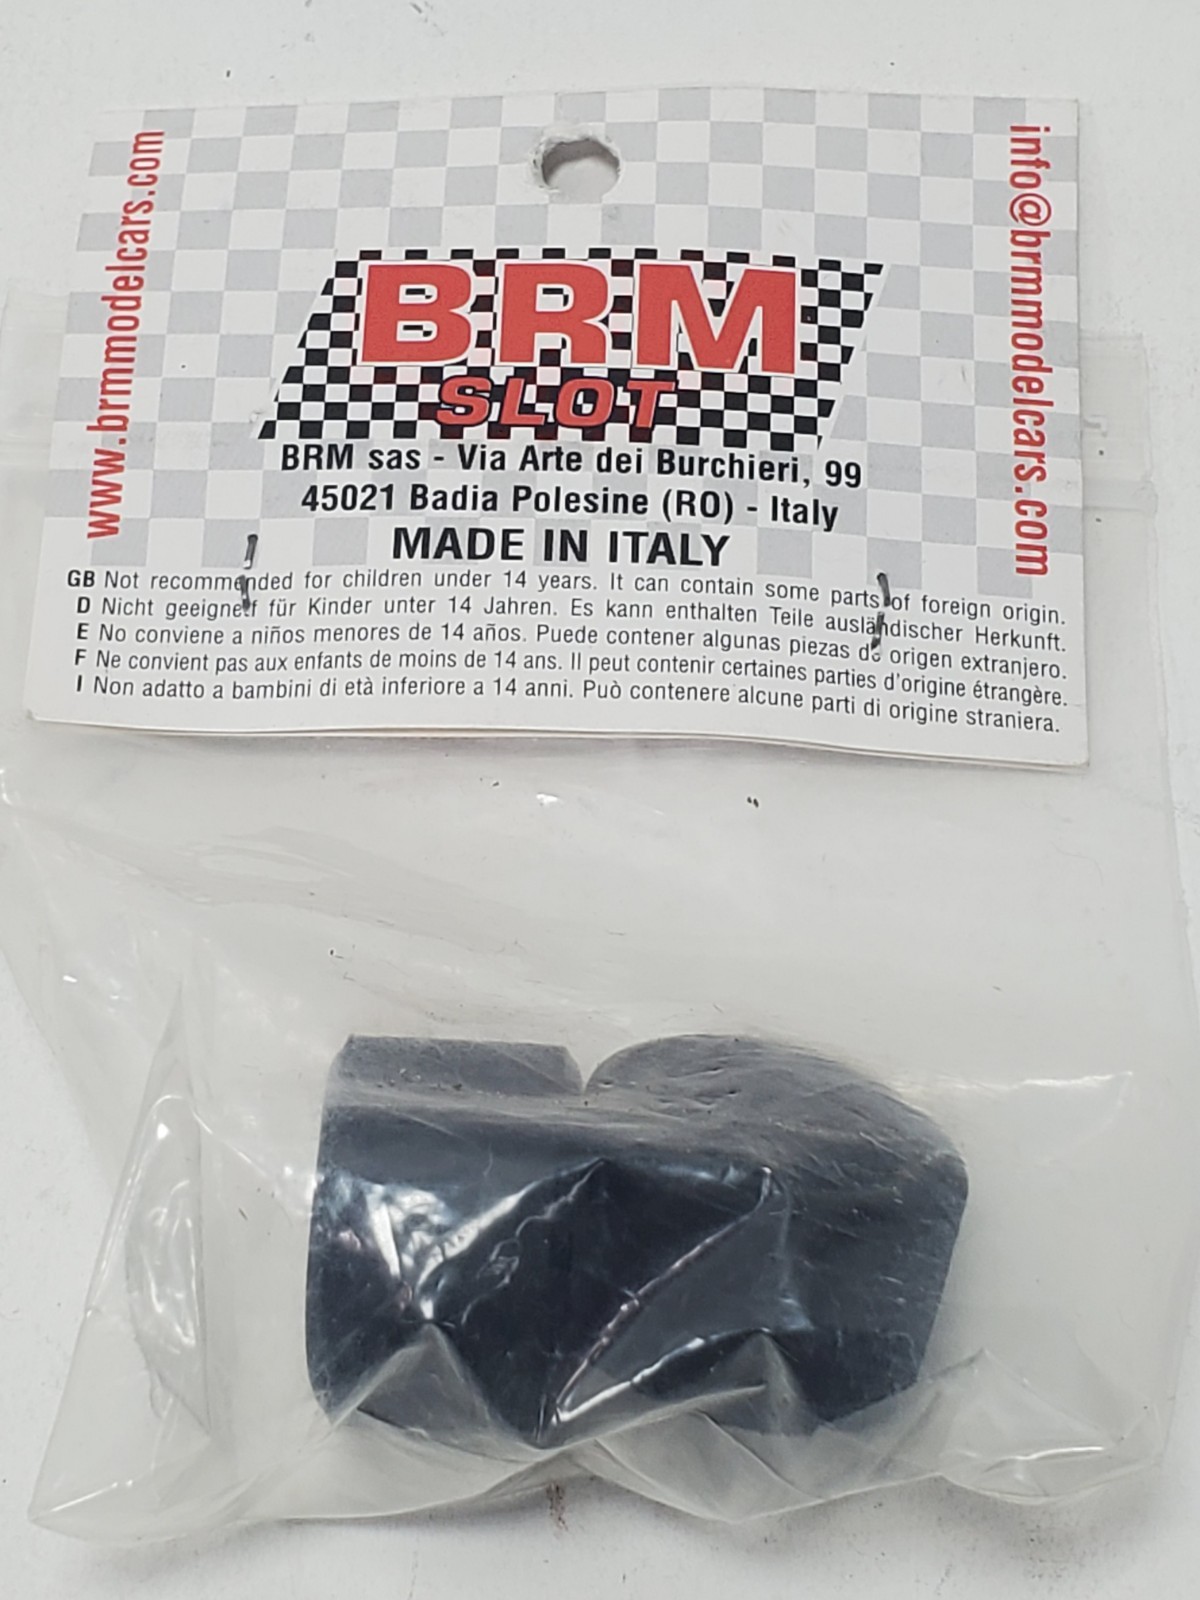 www.brmmodelcars.com
info@brmmodelcars.com
BRM
SLOT
BRM sas - Via Arte dei Burchieri, 99
45021 Badia Polesine (RO) - Italy
MADE IN ITALY
GB Not recommended for children under 14 years. It can contain some parts of foreign origin.
D Nicht geeignetf für Kinder unter 14 Jahren. Es kann enthalten Teile ausländischer Herkunft.
E No conviene a niños menores de 14 años. Puede contener algunas piezas de origen extranjero.
F Ne convient pas aux enfants de moins de 14 ans. Il peut contenir certaines parties d'origine étrangère.
I Non adatto a bambini di età inferiore a 14 anni. Può contenere alcune parti di origine straniera.